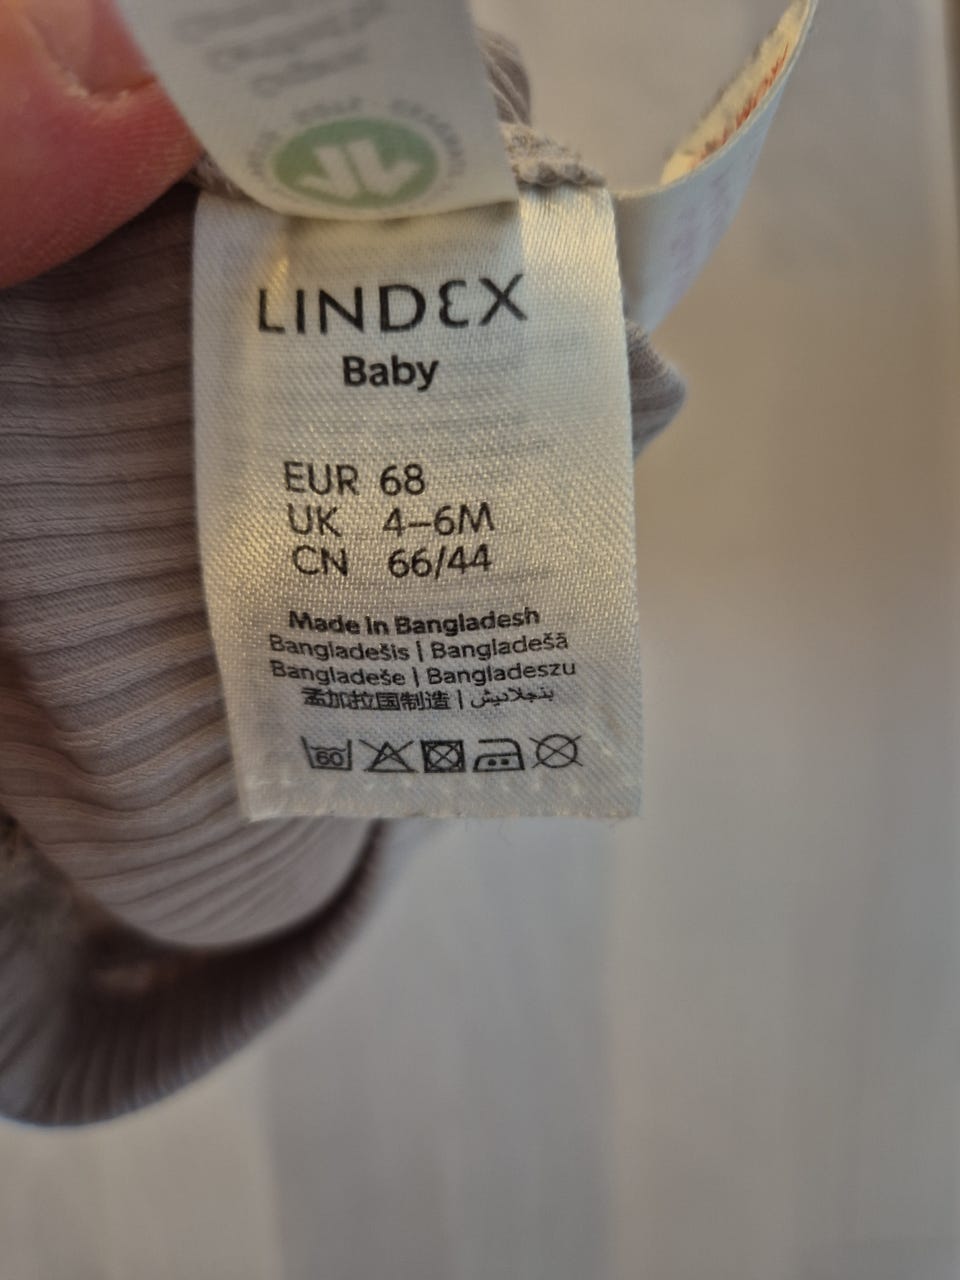 LINDEX
Baby
EUR 68
UK 4–6M
CN 66/44
Made in Bangladesh
Bangladešis | Bangladešā
Bangladeše | Bangladeszu
孟加拉国制造 | بنجلاديش
60